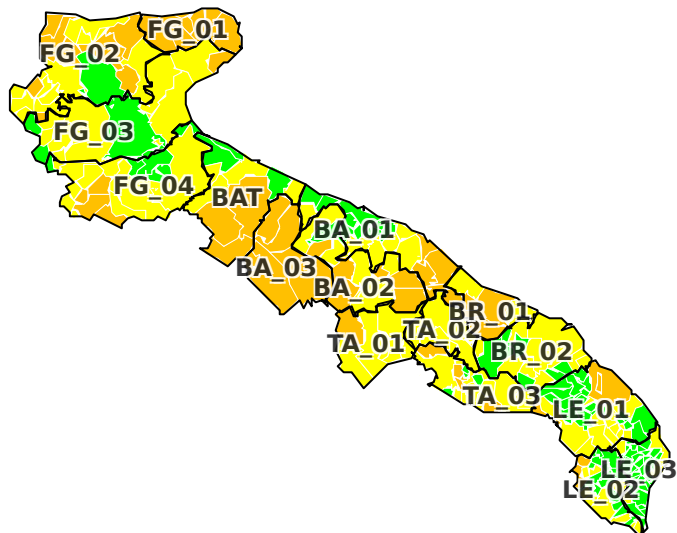 FG_01
FG_02
FG_03
FG_04
BAT
BA_01
BA_03
BA_02
BR_01
TA_02
TA_01
BR_02
TA_03
LE_01
LE_03
LE_02